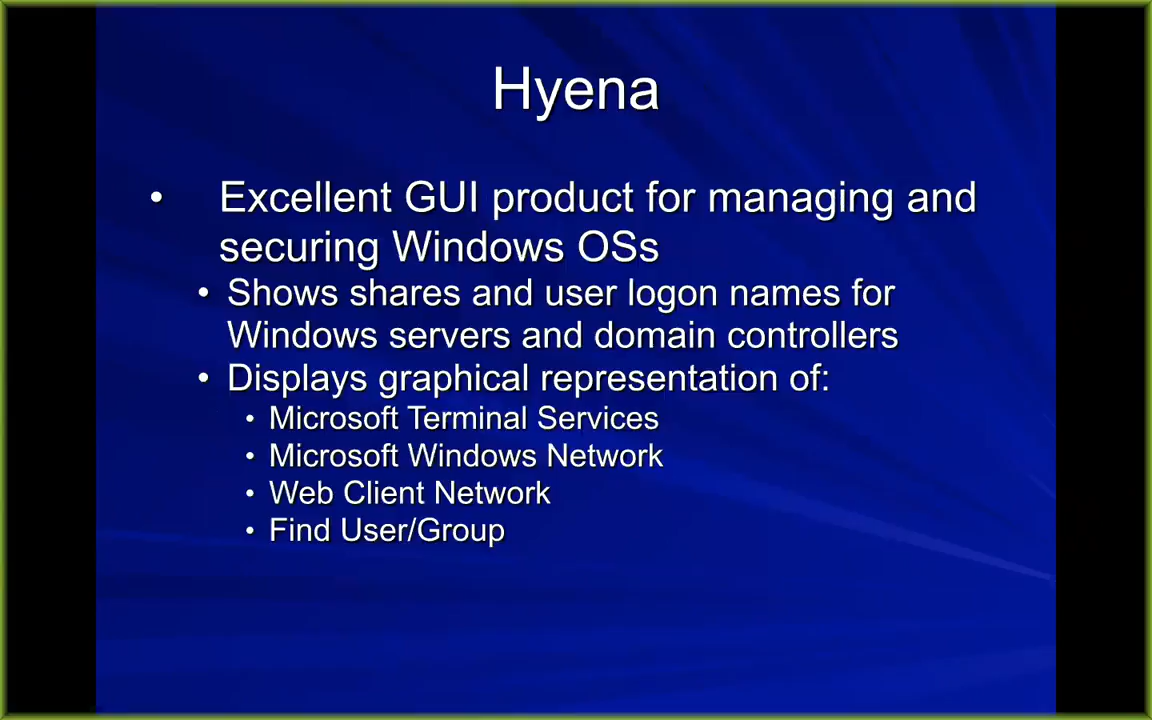 Hyena
• Excellent GUI product for managing and
securing Windows OSs
• Shows shares and user logon names for
Windows servers and domain controllers
• Displays graphical representation of:
• Microsoft Terminal Services
• Microsoft Windows Network
• Web Client Network
• Find User/Group